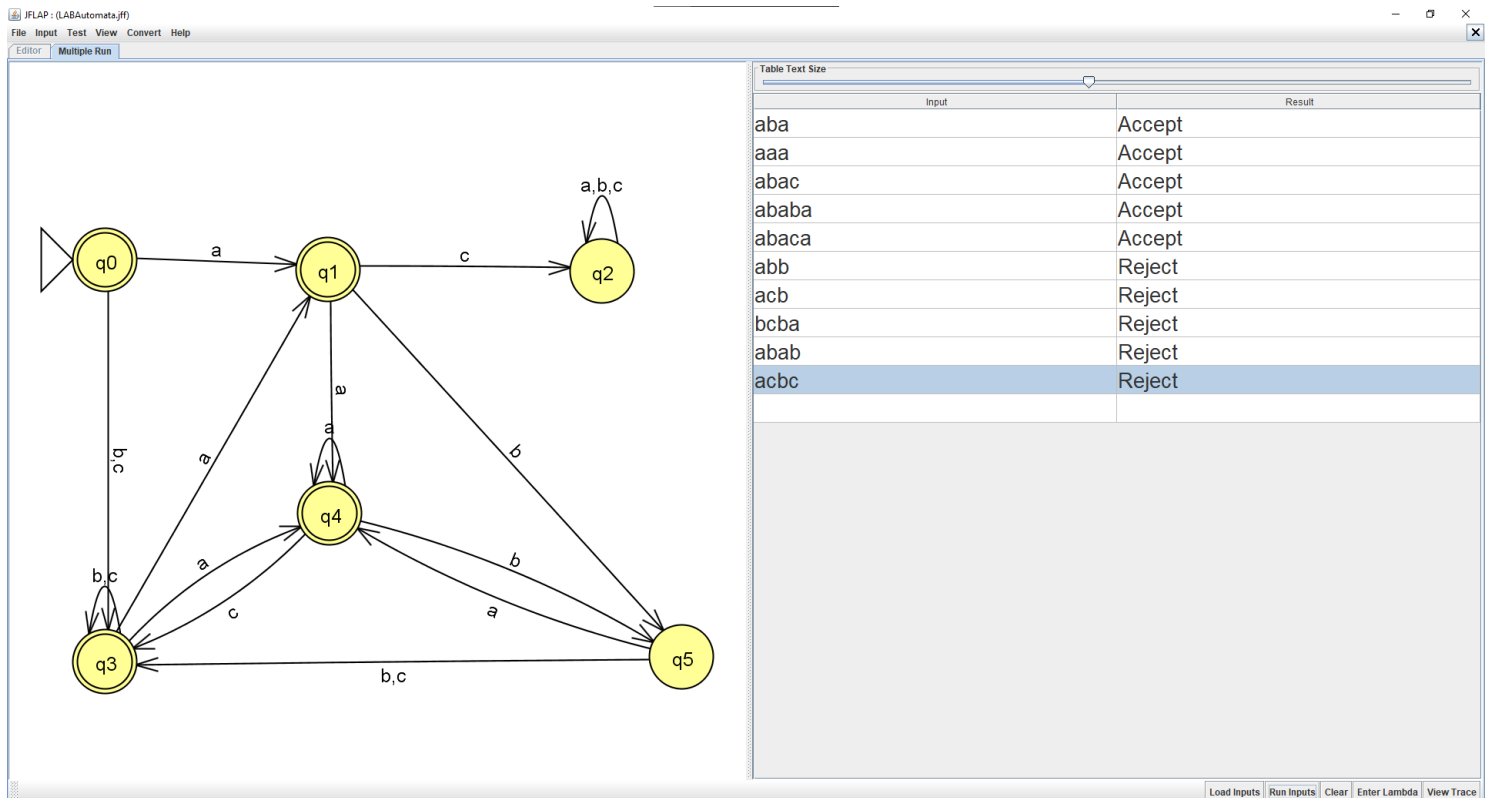 JFLAP : (LABAutomata.jff)
File Input Test View Convert Help
Editor Multiple Run
Table Text Size
Input Result
aba Accept
aaa Accept
abac Accept
ababa Accept
abaca Accept
abb Reject
acb Reject
bcba Reject
abab Reject
acbc Reject
a,b,c
q0 a q1 c q2
a
a
b,c a b
q4
b,c a b
c a
q3 q5
b,c
Load Inputs Run Inputs Clear Enter Lambda View Trace